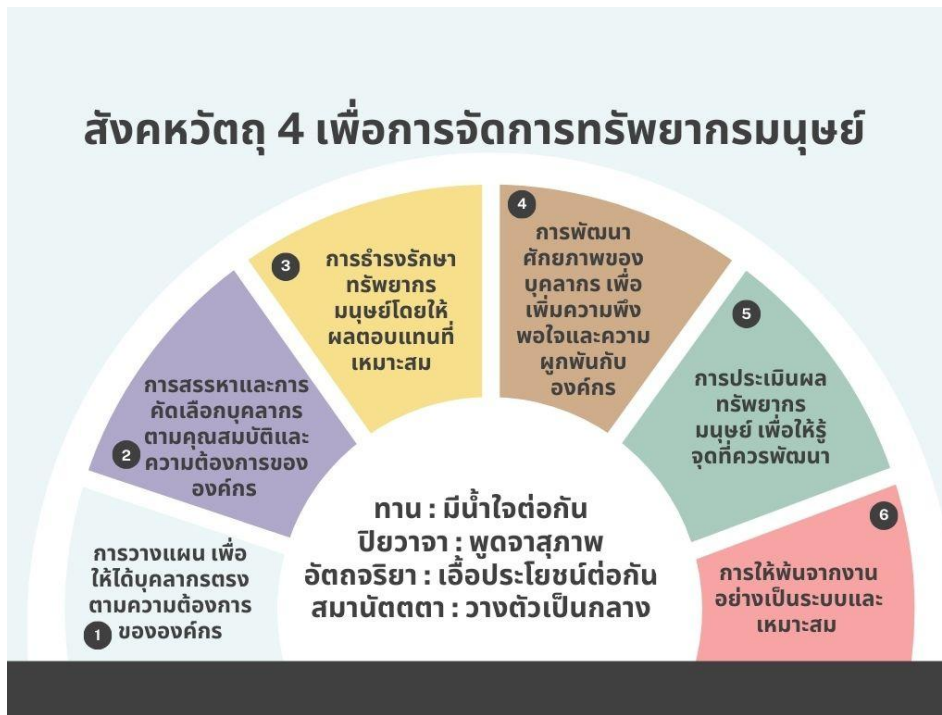 สังคหวัตถุ 4 เพื่อการจัดการทรัพยากรมนุษย์
1
การวางแผน เพื่อ
ให้ได้บุคลากรตรง
ตามความต้องการ
ขององค์กร
2
การสรรหาและการ
คัดเลือกบุคลากร
ตามคุณสมบัติและ
ความต้องการของ
องค์กร
3
การธำรงรักษา
ทรัพยากร
มนุษย์โดยให้
ผลตอบแทนที่
เหมาะสม
4
การพัฒนา
ศักยภาพของ
บุคลากร เพื่อ
เพิ่มความพึง
พอใจและความ
ผูกพันกับ
องค์กร
5
การประเมินผล
ทรัพยากร
มนุษย์ เพื่อให้รู้
จุดที่ควรพัฒนา
6
การให้พ้นจากงาน
อย่างเป็นระบบและ
เหมาะสม
ทาน : มีน้ำใจต่อกัน
ปิยวาจา : พูดจาสุภาพ
อัตถจริยา : เอื้อประโยชน์ต่อกัน
สมานัตตตา : วางตัวเป็นกลาง